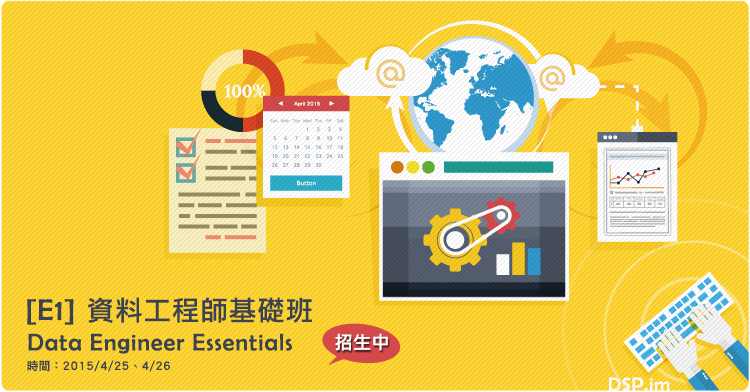 100%
April 2015
Sun Mon Tue Wed Thu Fri Sat
1 2 3 4
5 6 7 8 9 10 11
12 13 14 15 16 17 18
19 20 21 22 23 24 25
26 27 28 29 30
Button
@
@
[E1] 資料工程師基礎班
Data Engineer Essentials
招生中
時間：2015/4/25、4/26
DSP.im